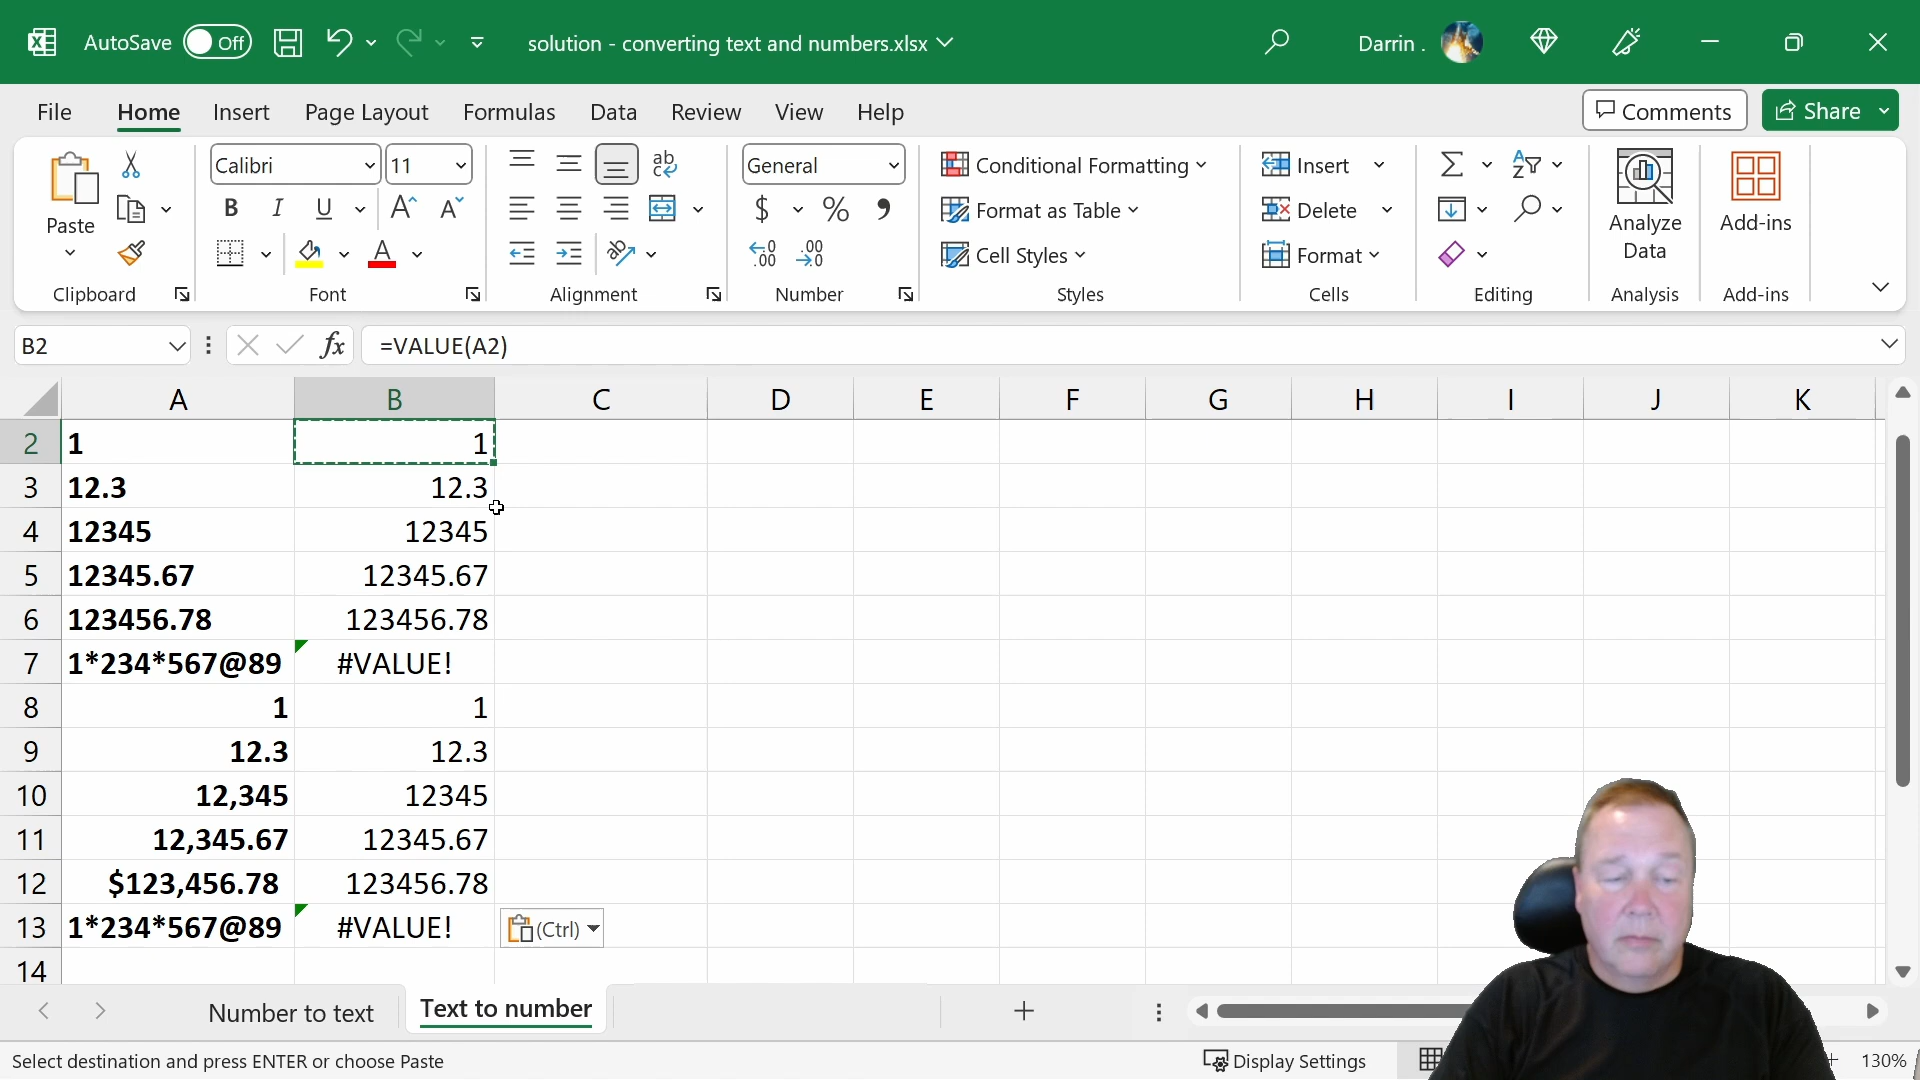 AutoSave Off solution - converting text and numbers.xlsx Darrin .
File Home Insert Page Layout Formulas Data Review View Help Comments Share
Paste Calibri 11 ab General Conditional Formatting Insert
B I U A A $ % Format as Table Delete Analyze Data Add-ins
A .00 .00 Cell Styles Format
Clipboard Font Alignment Number Styles Cells Editing Analysis Add-ins
B2 fx =VALUE(A2)
A B C D E F G H I J K
2 1 1
3 12.3 12.3
4 12345 12345
5 12345.67 12345.67
6 123456.78 123456.78
7 1*234*567@89 #VALUE!
8 1 1
9 12.3 12.3
10 12,345 12345
11 12,345.67 12345.67
12 $123,456.78 123456.78
13 1*234*567@89 #VALUE! (Ctrl)
14
Number to text Text to number
Select destination and press ENTER or choose Paste Display Settings 130%